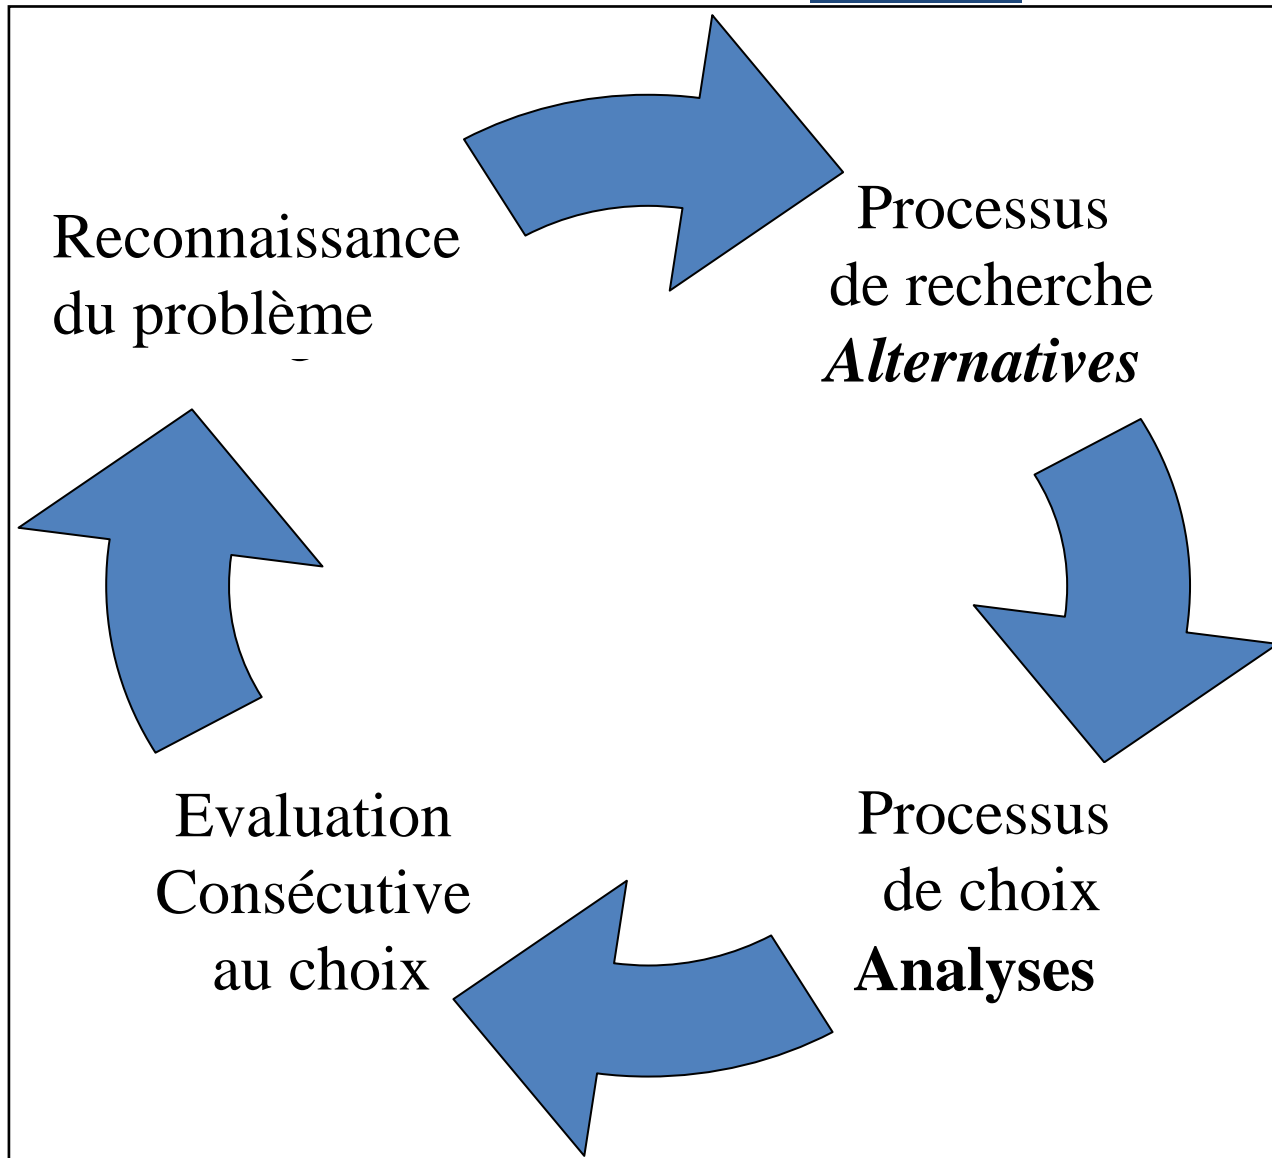 Reconnaissance
du problème
Processus
de recherche
Alternatives
Processus
de choix
Analyses
Evaluation
Consécutive
au choix